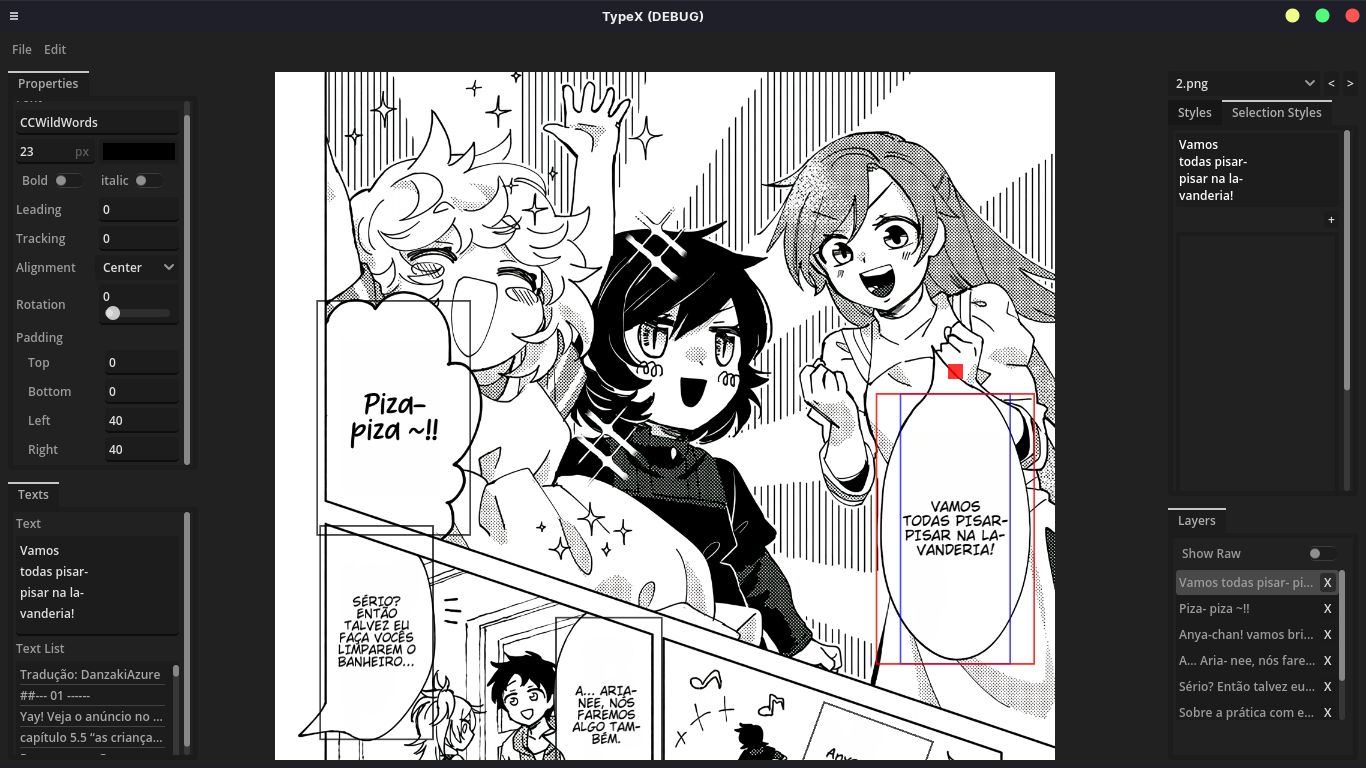 TypeX (DEBUG)
File Edit
Properties
CCWildWords
23 px
Bold italic
Leading 0
Tracking 0
Alignment Center
Rotation 0
Padding
Top 0
Bottom 0
Left 40
Right 40
Texts
Text
Vamos
todas pisar-
pisar na la-
vanderia!
Text List
Tradução: DanzakiAzure
##--- 01 ------
Yay! Veja o anúncio no ...
capítulo 5.5 “as criança...
Piza-
piza ~!!
VAMOS
TODAS PISAR-
PISAR NA LA-
VANDERIA!
SÉRIO?
ENTÃO
TALVEZ EU
FAÇA VOCÊS
LIMPAREM O
BANHEIRO...
A... ARIA-
NEE, NÓS
FAREMOS
ALGO TAM-
BÉM.
2.png < >
Styles Selection Styles
Vamos
todas pisar-
pisar na la-
vanderia!
+
Layers
Show Raw
Vamos todas pisar- pi... X
Piza- piza ~!! X
Anya-chan! vamos bri... X
A... Aria- nee, nós fare... X
Sério? Então talvez eu... X
Sobre a prática com e... X